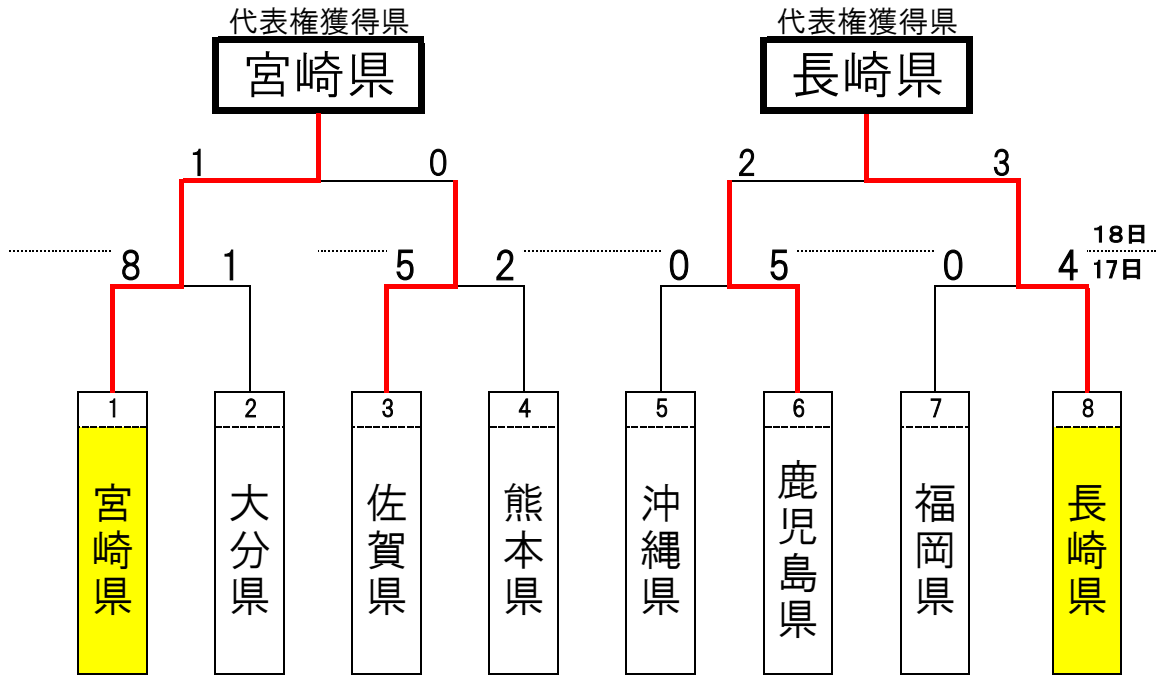 代表権獲得県 代表権獲得県
宮崎県 長崎県
1 0 2 3
18日
8 1 5 2 0 5 0 4 17日
1 2 3 4 5 6 7 8
宮崎県
大分県
佐賀県
熊本県
沖縄県
鹿児島県
福岡県
長崎県